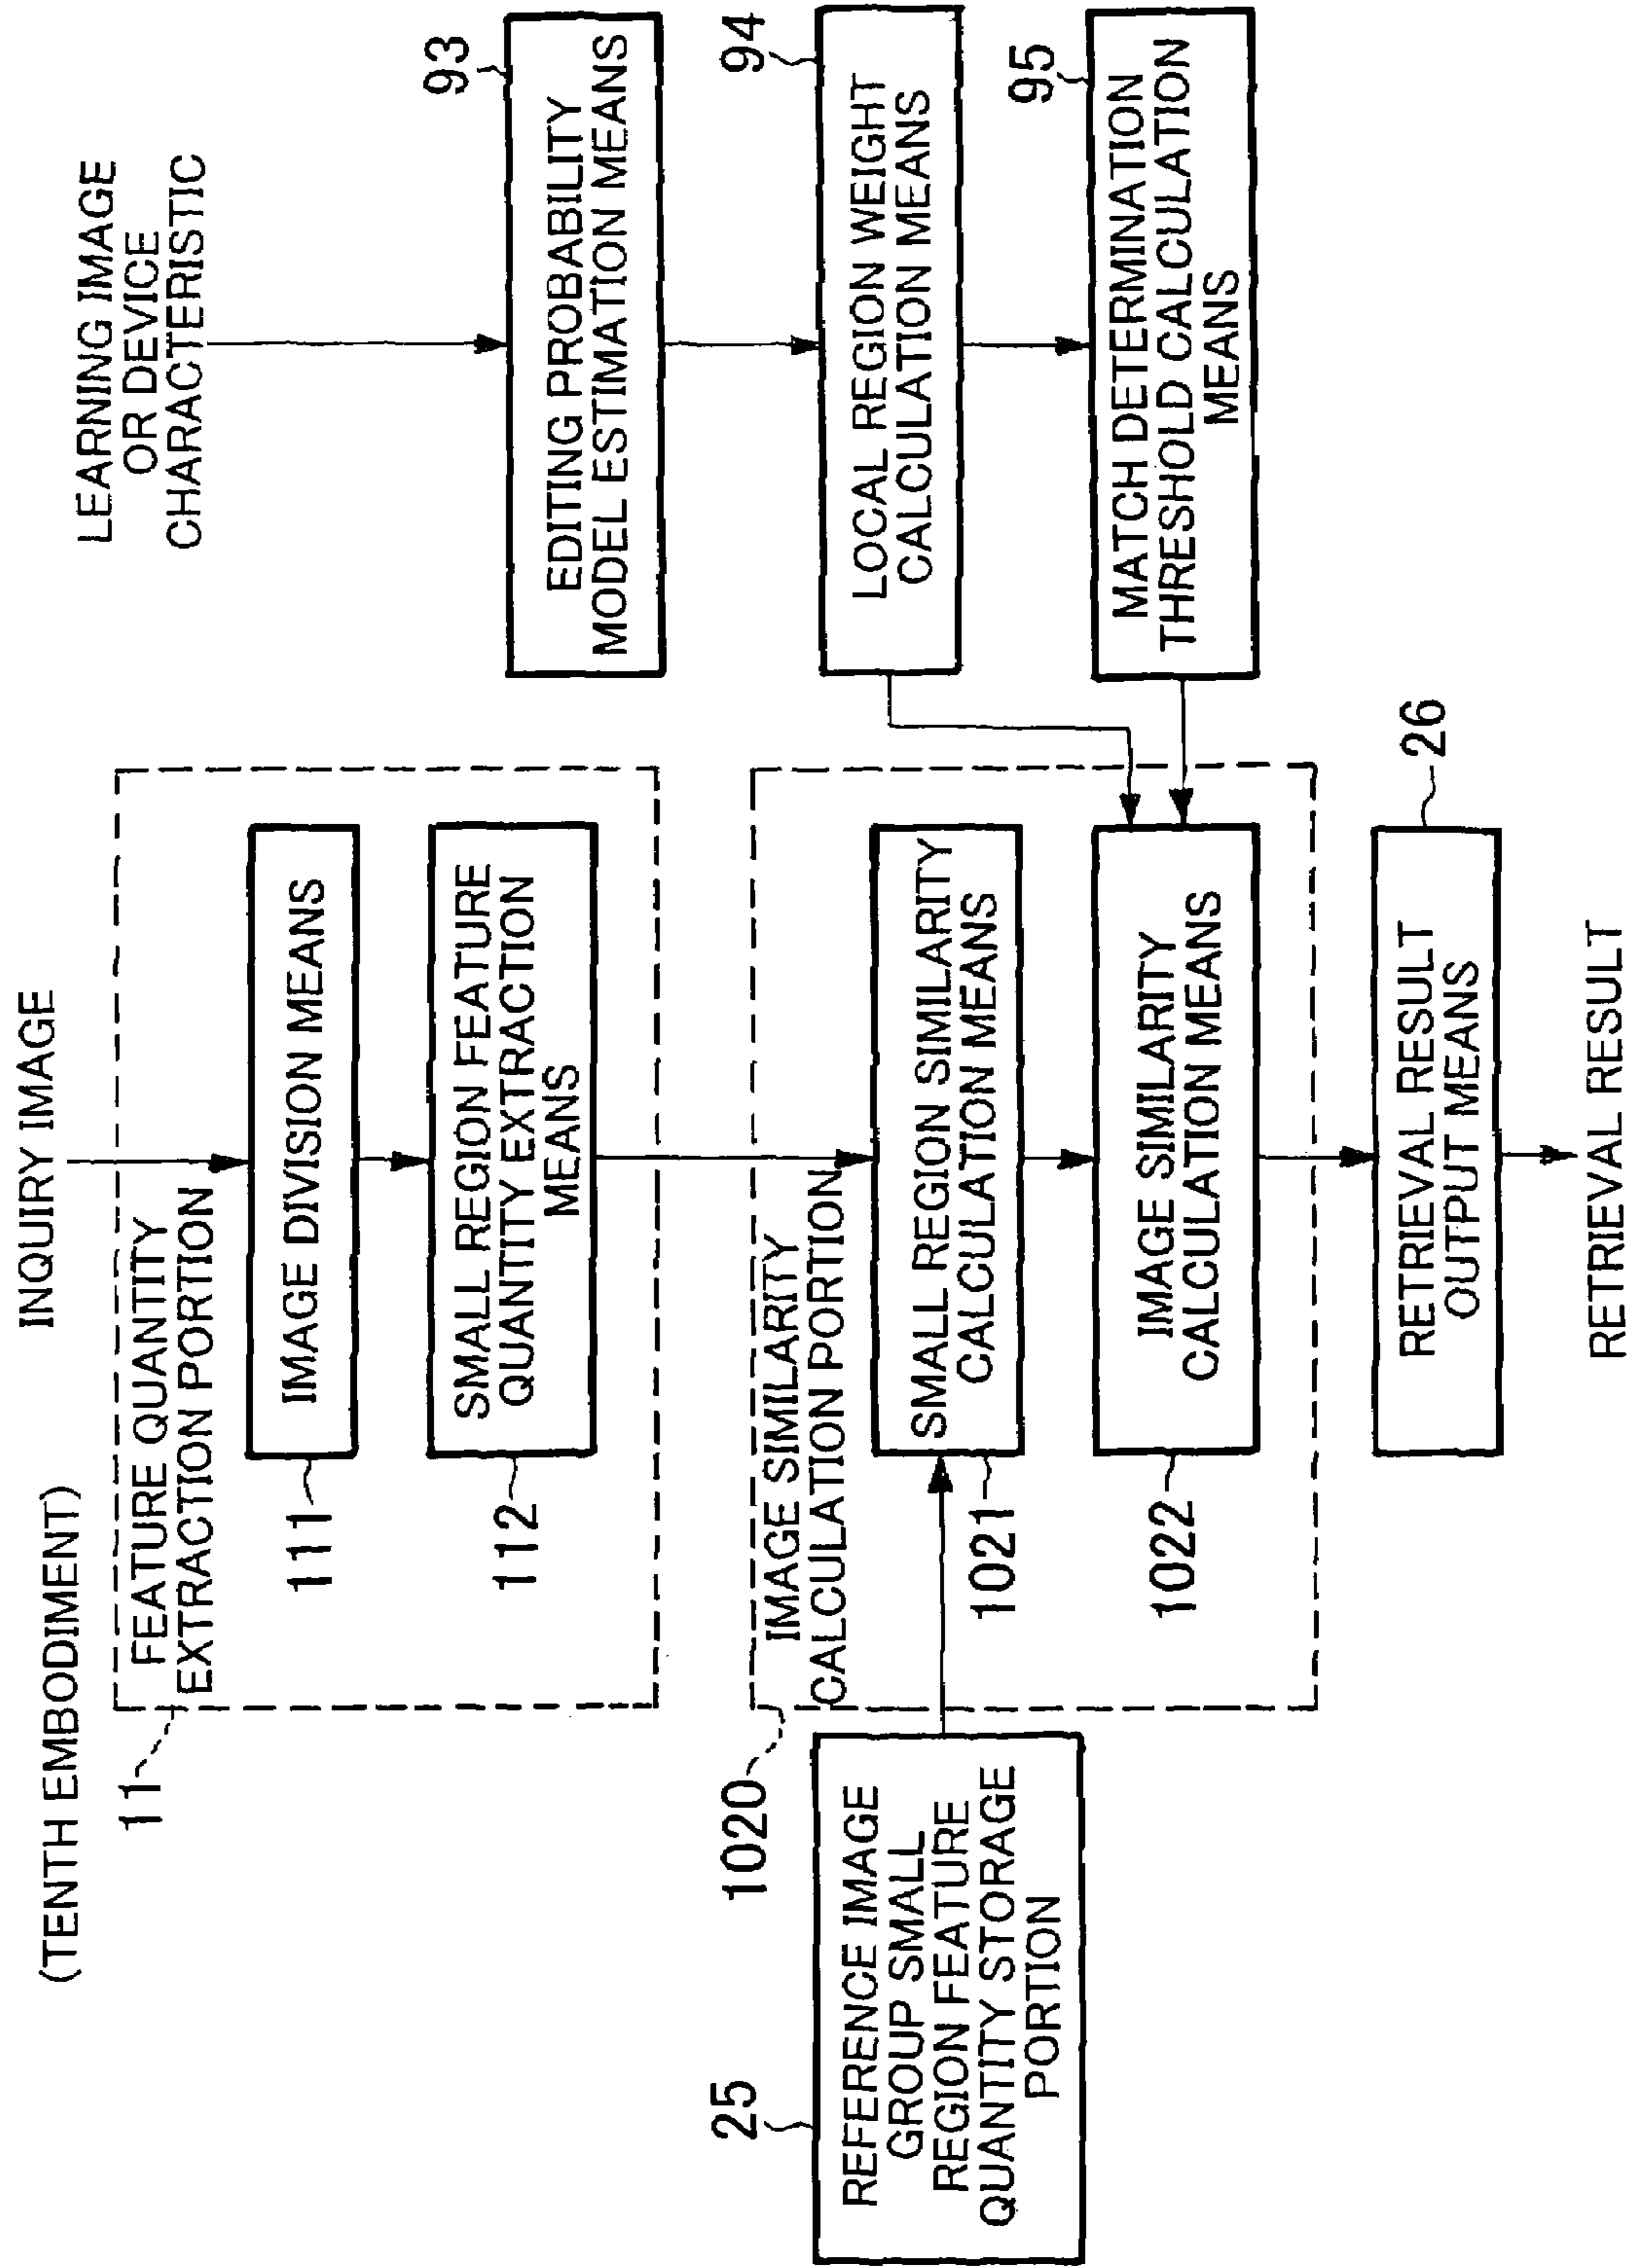 (TENTH EMBODIMENT)
INQUIRY IMAGE
LEARNING IMAGE
OR DEVICE
CHARACTERISTIC
11
FEATURE QUANTITY
EXTRACTION PORTION
111
IMAGE DIVISION MEANS
112
SMALL REGION FEATURE
QUANTITY EXTRACTION
MEANS
93
EDITING PROBABILITY
MODEL ESTIMATION MEANS
25
REFERENCE IMAGE
GROUP SMALL
REGION FEATURE
QUANTITY STORAGE
PORTION
1020
IMAGE SIMILARITY
CALCULATION PORTION
1021
SMALL REGION SIMILARITY
CALCULATION MEANS
1022
IMAGE SIMILARITY
CALCULATION MEANS
94
LOCAL REGION WEIGHT
CALCULATION MEANS
95
MATCH DETERMINATION
THRESHOLD CALCULATION
MEANS
26
RETRIEVAL RESULT
OUTPUT MEANS
RETRIEVAL RESULT